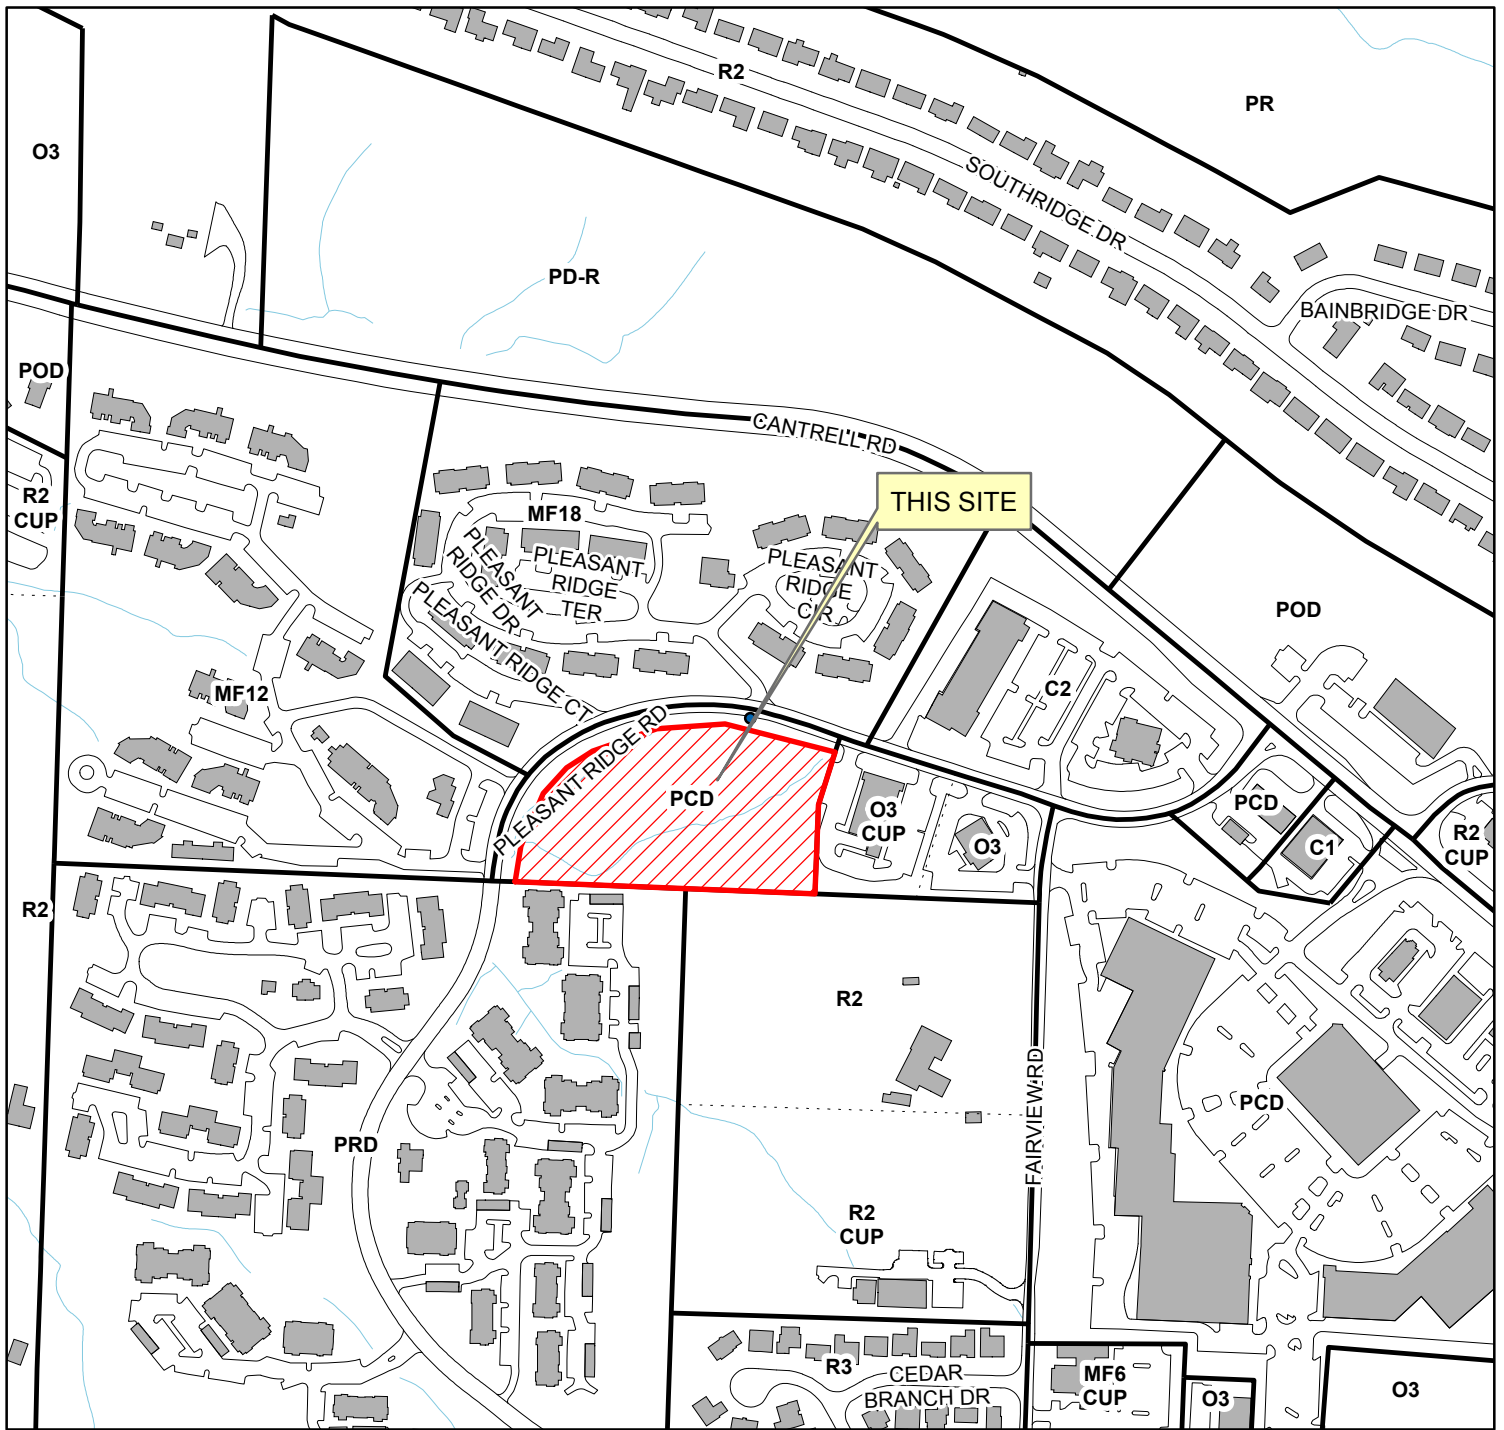 R2
PR
O3
SOUTHRIDGE DR
PD-R
BAINBRIDGE DR
POD
CANTRELL RD
R2
CUP
THIS SITE
MF18
PLEASANT
RIDGE DR
PLEASANT
RIDGE
TER
PLEASANT
RIDGE
CIR
PLEASANT RIDGE CT
POD
MF12
C2
PLEASANT RIDGE RD
PCD
O3
CUP
O3
PCD
C1
R2
CUP
R2
R2
FAIRVIEW RD
PCD
PRD
R2
CUP
R3
CEDAR
BRANCH DR
MF6
CUP
O3
O3